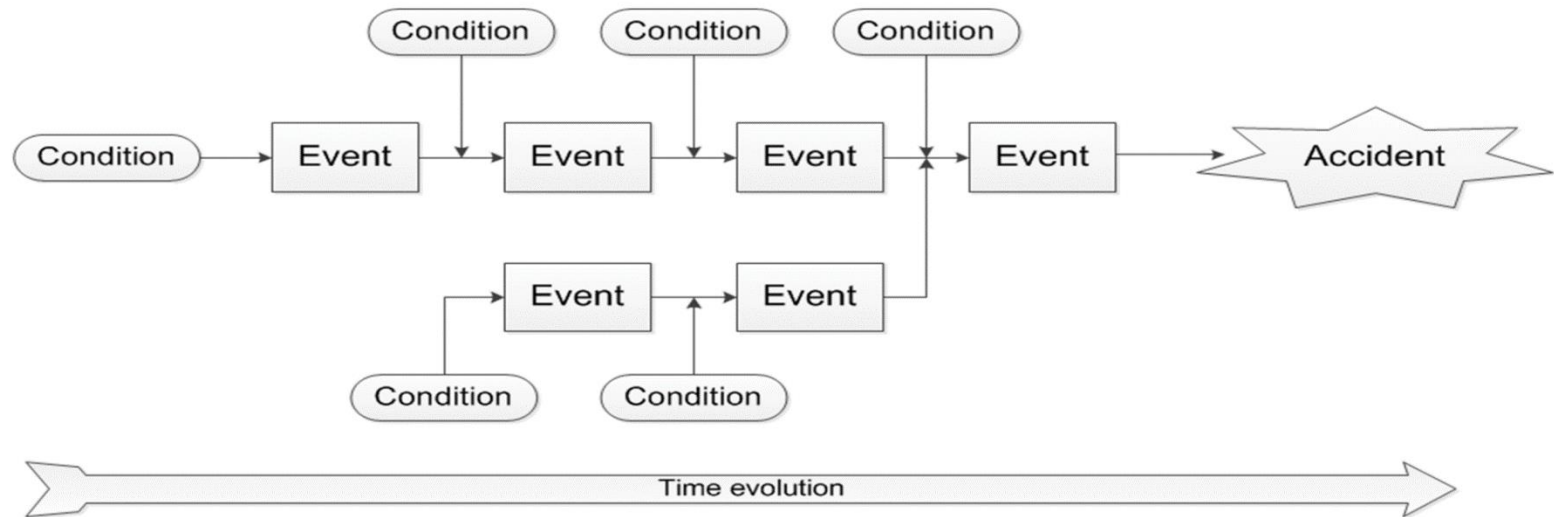 Condition
Condition
Condition
Condition
Event
Event
Event
Event
Accident
Event
Event
Condition
Condition
Time evolution